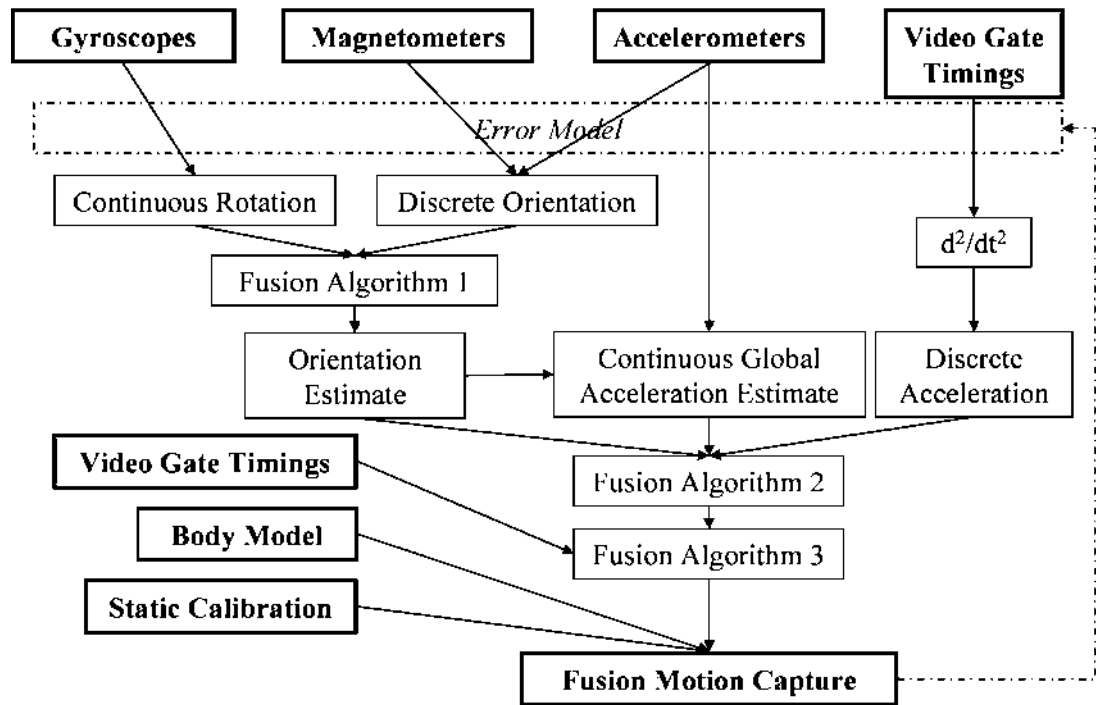 Gyroscopes
Magnetometers
Accelerometers
Video Gate
Timings
Error Model
Continuous Rotation
Discrete Orientation
d²/dt²
Fusion Algorithm 1
Orientation
Estimate
Continuous Global
Acceleration Estimate
Discrete
Acceleration
Video Gate Timings
Fusion Algorithm 2
Body Model
Fusion Algorithm 3
Static Calibration
Fusion Motion Capture